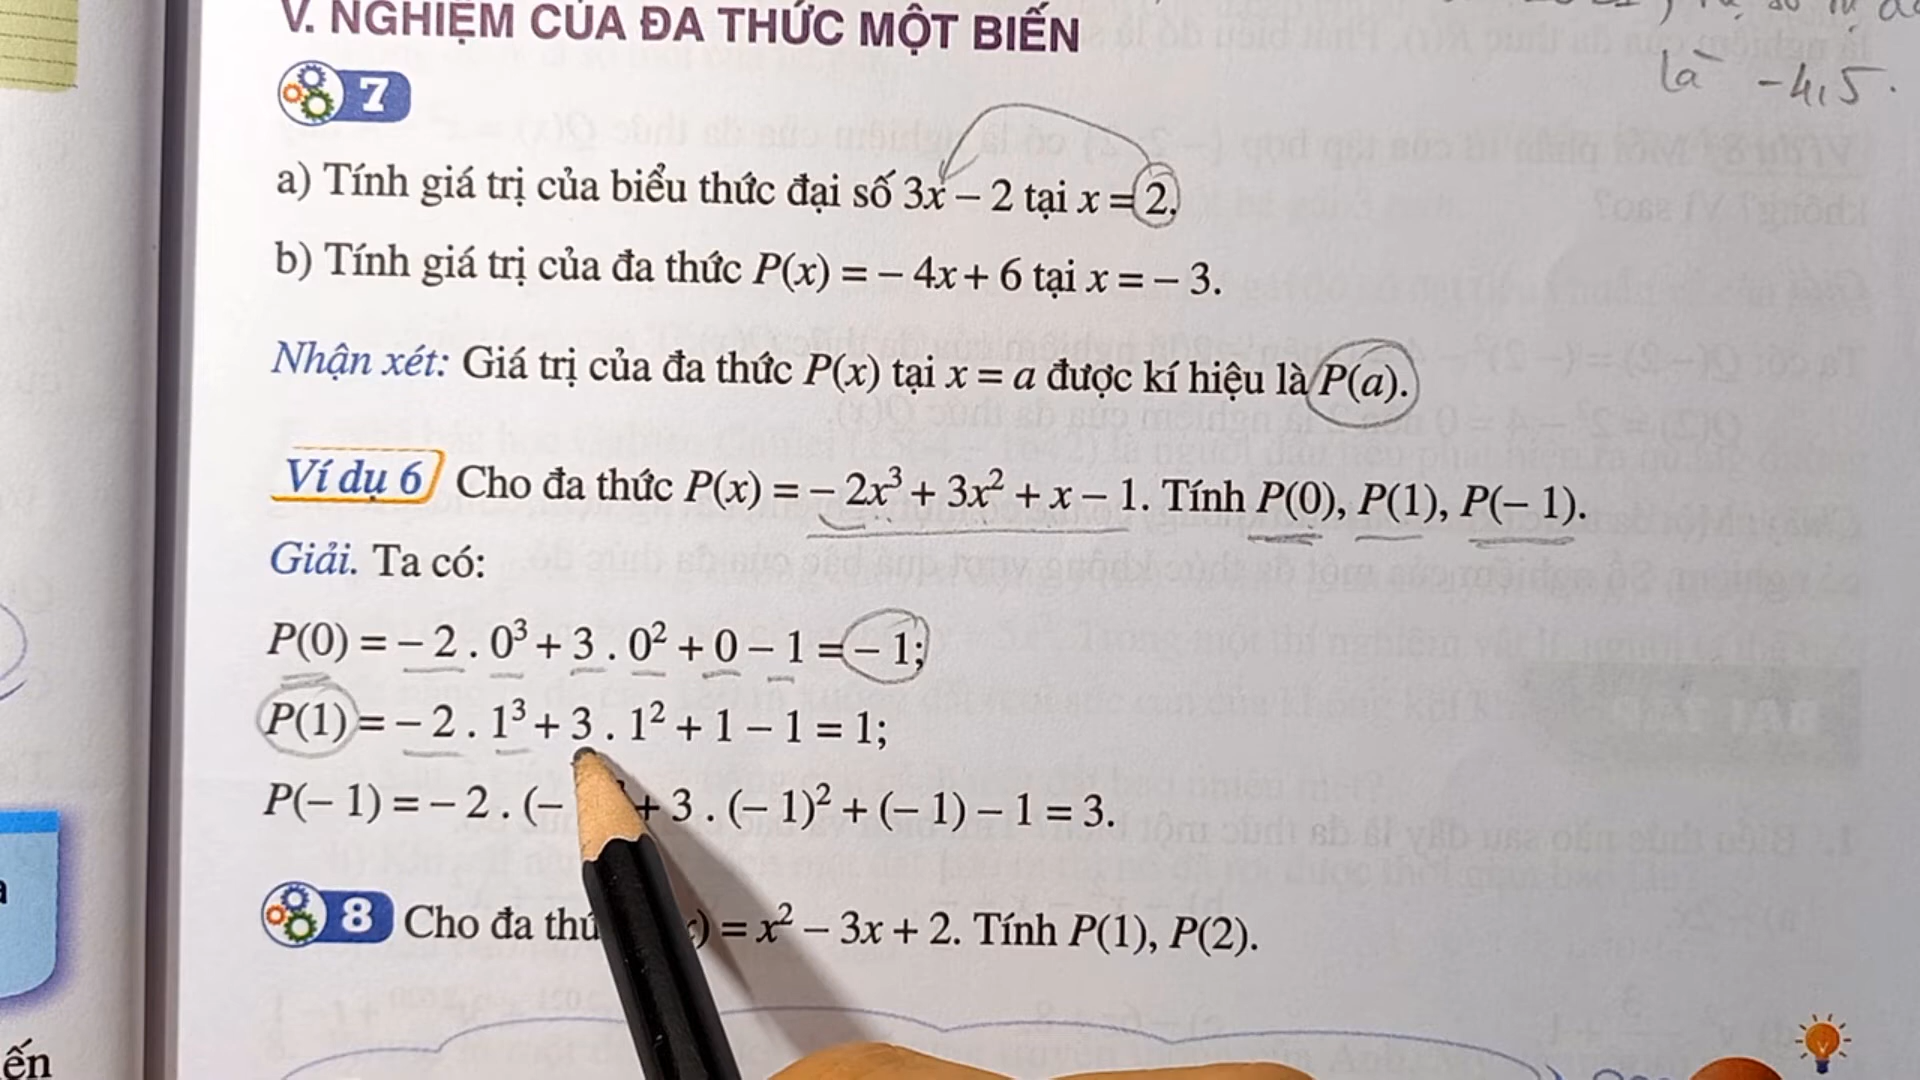 V. NGHIỆM CỦA ĐA THỨC MỘT BIẾN
là -4,5.
7
a) Tính giá trị của biểu thức đại số 3x – 2 tại x = 2.
b) Tính giá trị của đa thức P(x) = – 4x + 6 tại x = – 3.
Nhận xét: Giá trị của đa thức P(x) tại x = a được kí hiệu là P(a).
Ví dụ 6 Cho đa thức P(x) = – 2x³ + 3x² + x – 1. Tính P(0), P(1), P(– 1).
Giải. Ta có:
P(0) = – 2 . 0³ + 3 . 0² + 0 – 1 = – 1;
P(1) = – 2 . 1³ + 3 . 1² + 1 – 1 = 1;
P(– 1) = – 2 . (– + 3 . (– 1)² + (– 1) – 1 = 3.
8 Cho đa ) = x² – 3x + 2. Tính P(1), P(2).
ến